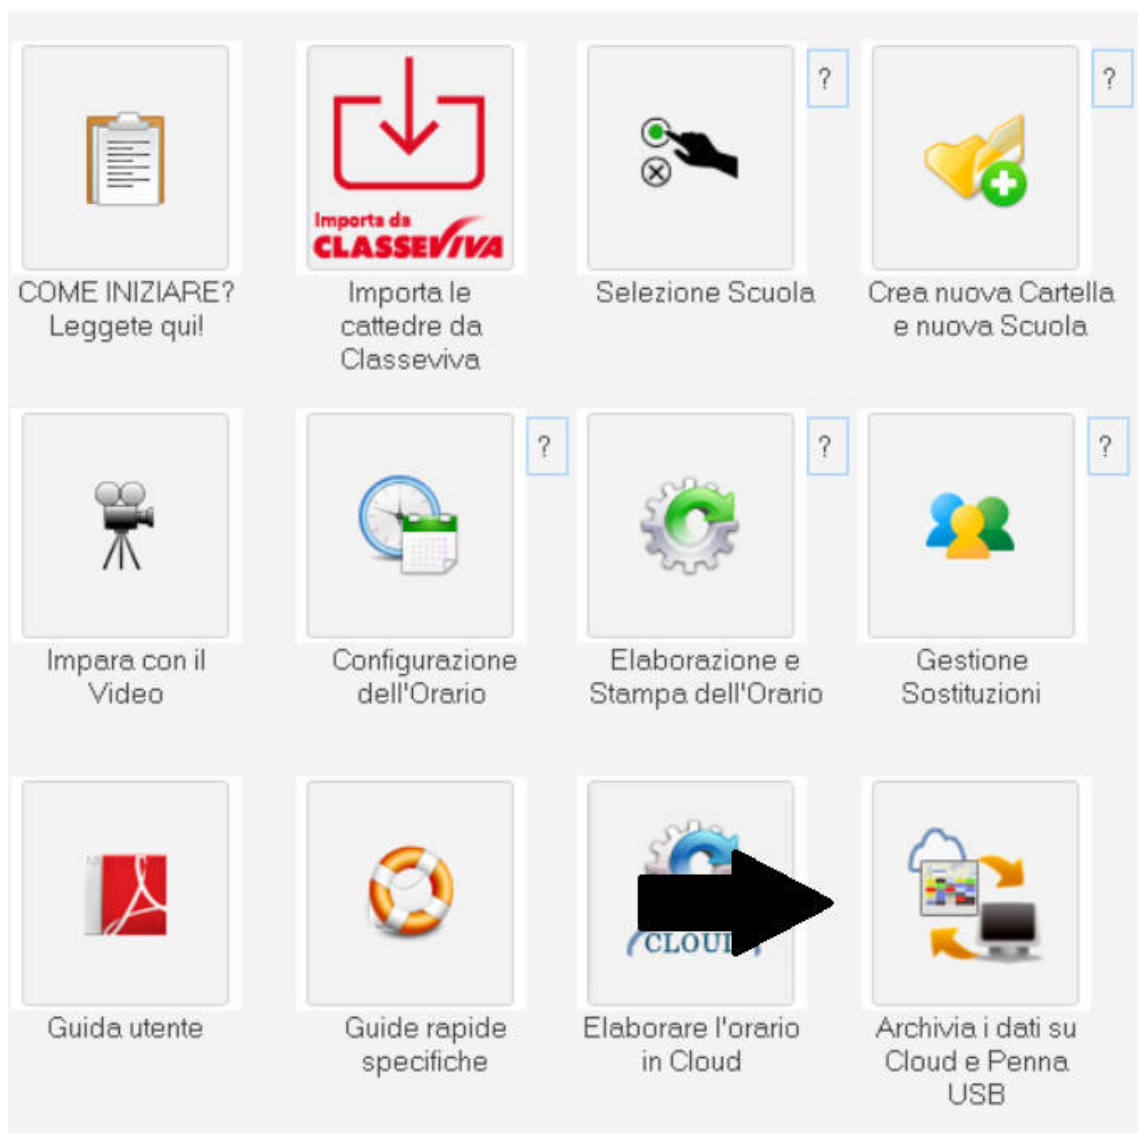 ?
?
Importa da
CLASSEVIVA
COME INIZIARE?
Leggete qui!
Importa le
cattedre da
Classeviva
Selezione Scuola
Crea nuova Cartella
e nuova Scuola
?
?
?
Impara con il
Video
Configurazione
dell'Orario
Elaborazione e
Stampa dell'Orario
Gestione
Sostituzioni
Guida utente
Guide rapide
specifiche
Elaborare l'orario
in Cloud
Archivia i dati su
Cloud e Penna
USB